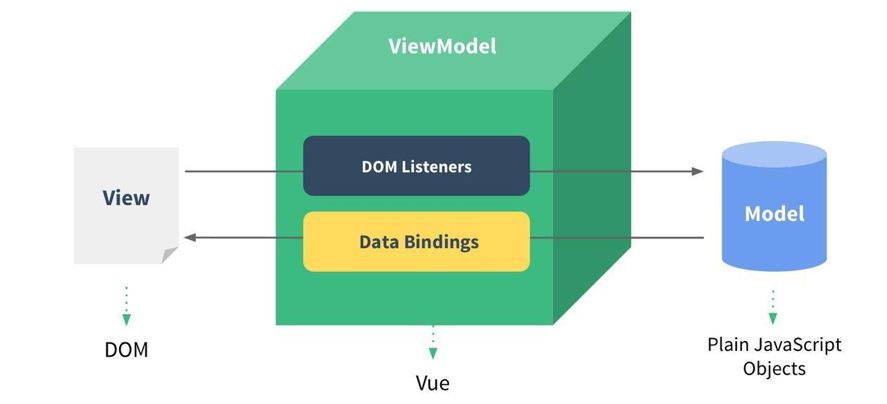 ViewModel
DOM Listeners
View
Data Bindings
Model
DOM
Vue
Plain JavaScript
Objects